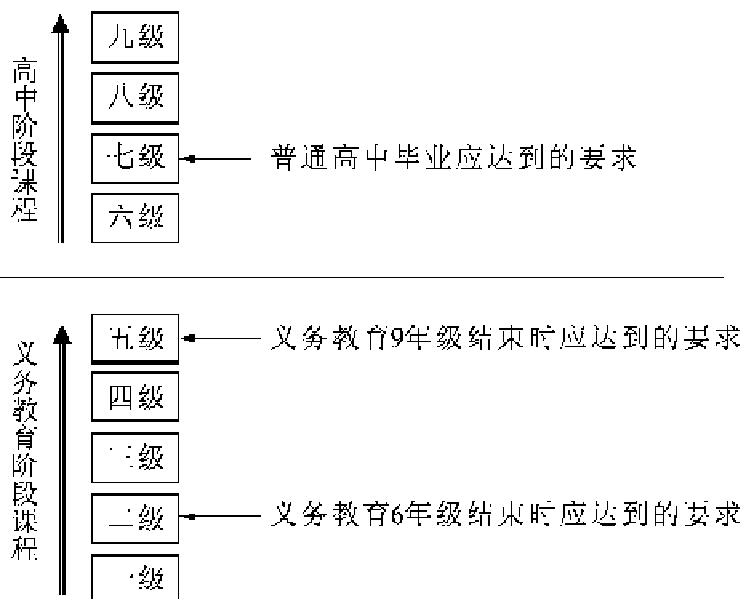 高中阶段课程
九级
八级
七级
普通高中毕业应达到的要求
六级
义务教育阶段课程
五级
义务教育9年级结束时应达到的要求
四级
三级
二级
义务教育6年级结束时应达到的要求
一级